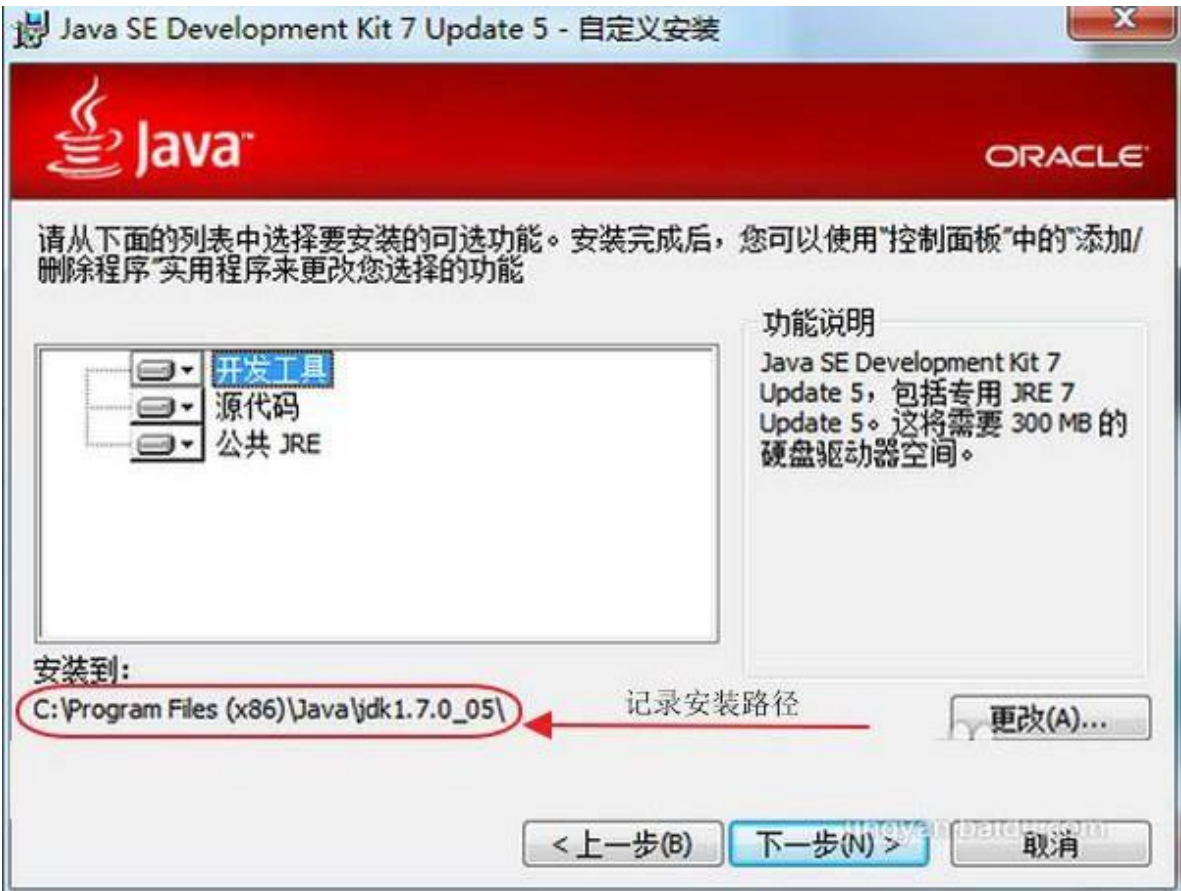 Java SE Development Kit 7 Update 5 - 自定义安装
Java™
ORACLE
请从下面的列表中选择要安装的可选功能。安装完成后，您可以使用"控制面板"中的"添加/
删除程序"实用程序来更改您选择的功能
开发工具
源代码
公共 JRE
功能说明
Java SE Development Kit 7
Update 5，包括专用 JRE 7
Update 5。这将需要 300 MB 的
硬盘驱动器空间。
安装到：
C:\Program Files (x86)\Java\jdk1.7.0_05\
记录安装路径
更改(A)...
<上一步(B)
下一步(N) >
取消